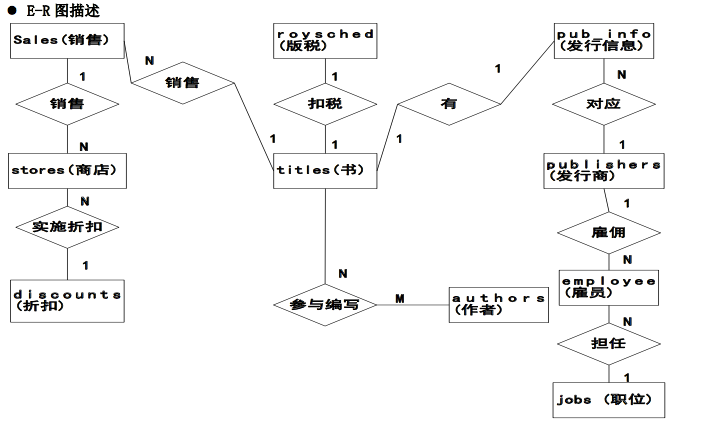 ● E-R 图描述
Sales(销售)
roysched
(版税)
pub_info
(发行信息)
N
1
1
1
N
销售
销售
扣税
有
对应
N
1
1
1
1
stores(商店)
titles(书)
publishers
(发行商)
N
1
实施折扣
雇佣
1
N
N
discounts
(折扣)
参与编写
M
authors
(作者)
employee
(雇员)
N
担任
1
jobs (职位)